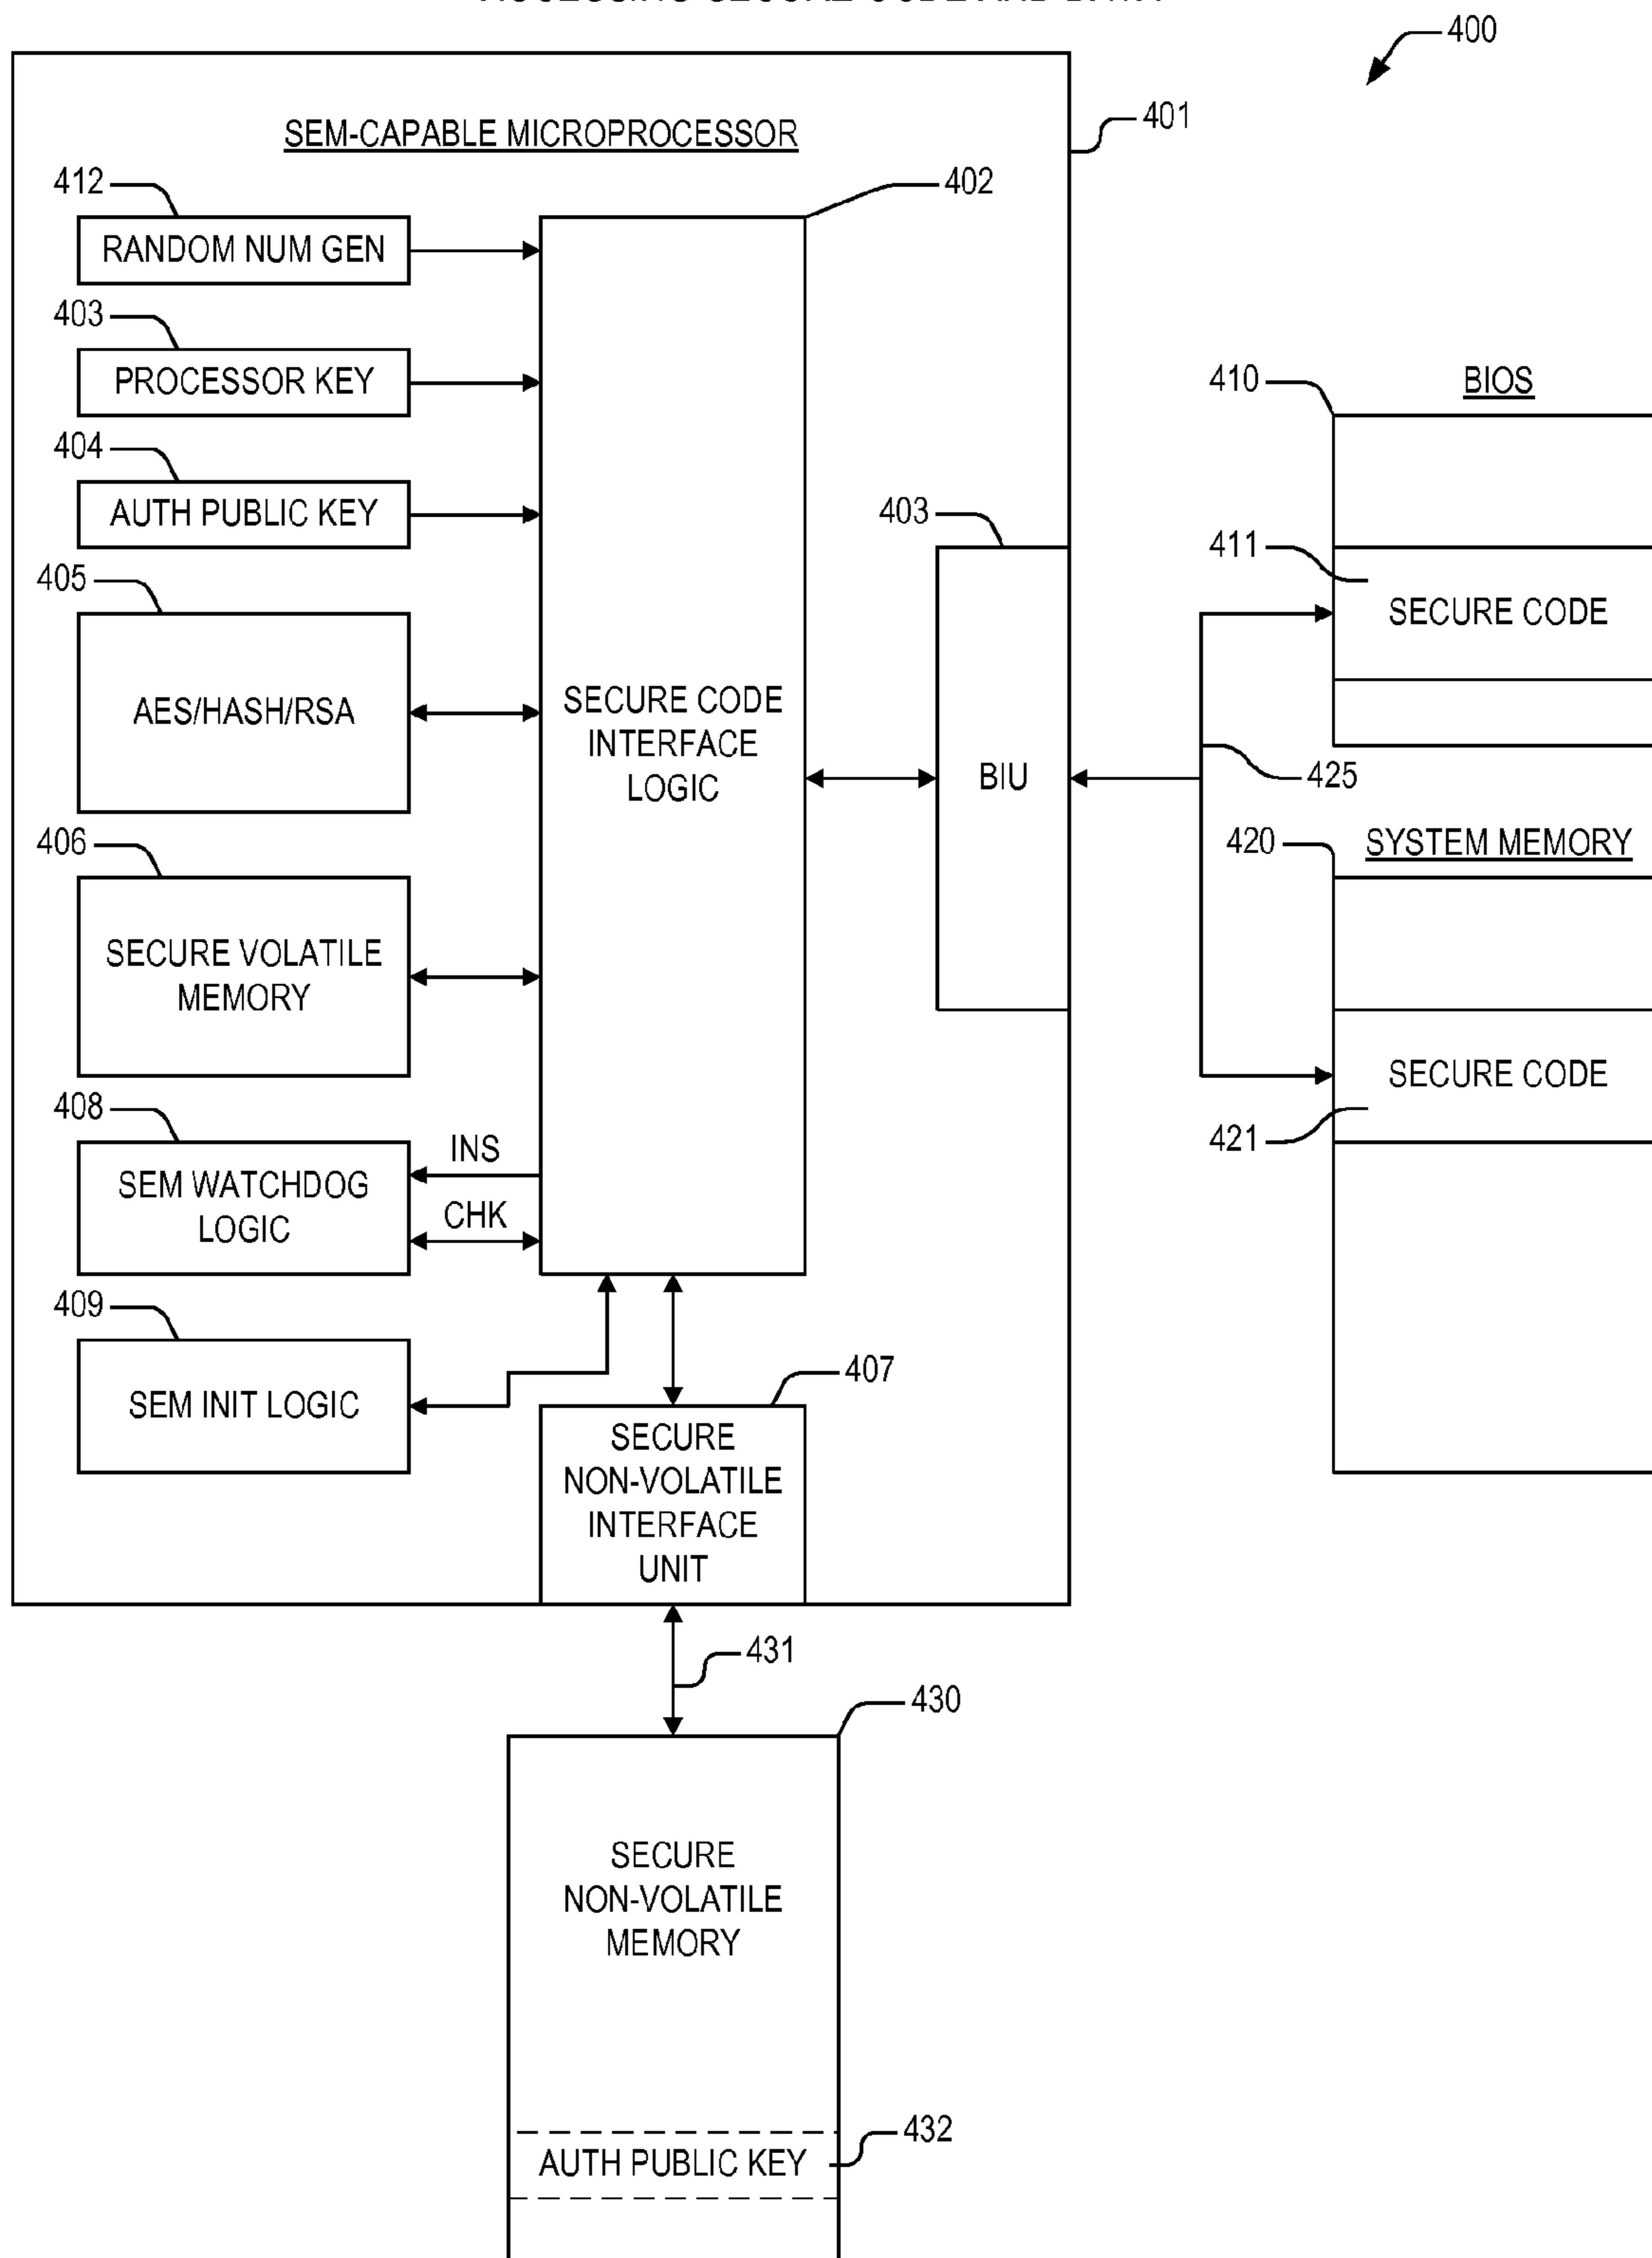 400
SEM-CAPABLE MICROPROCESSOR
401
412
402
RANDOM NUM GEN
403
PROCESSOR KEY
410
BIOS
404
AUTH PUBLIC KEY
403
411
SECURE CODE
405
AES/HASH/RSA
SECURE CODE
INTERFACE
LOGIC
BIU
425
406
420
SYSTEM MEMORY
SECURE VOLATILE
MEMORY
SECURE CODE
421
408
INS
SEM WATCHDOG
LOGIC
CHK
409
407
SEM INIT LOGIC
SECURE
NON-VOLATILE
INTERFACE
UNIT
431
430
SECURE
NON-VOLATILE
MEMORY
432
AUTH PUBLIC KEY